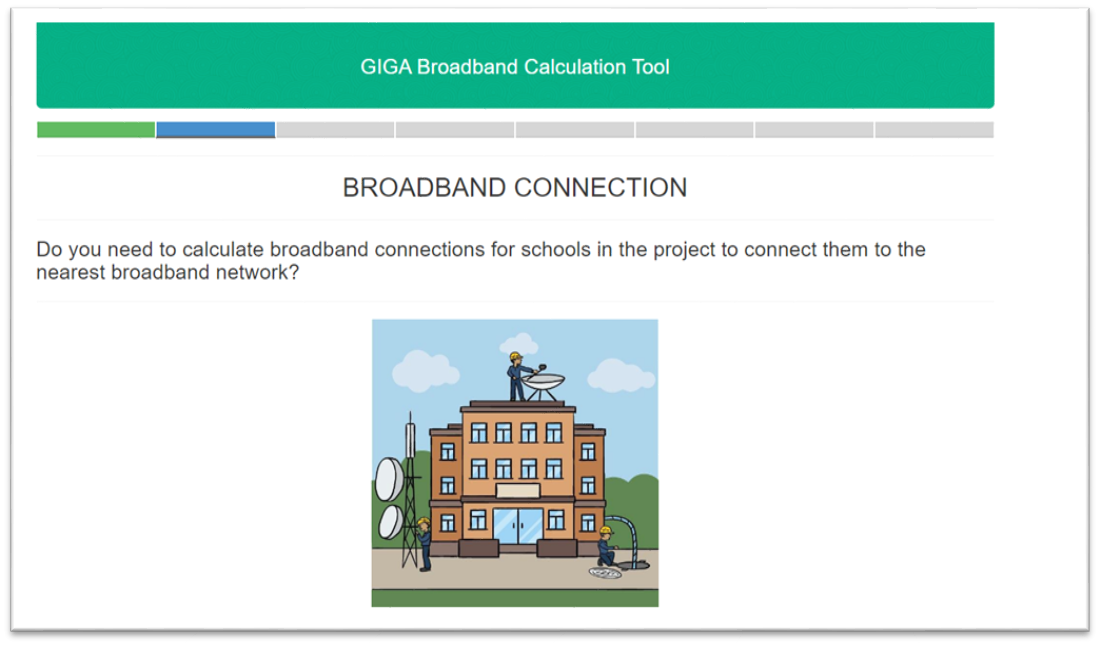 GIGA Broadband Calculation Tool
BROADBAND CONNECTION
Do you need to calculate broadband connections for schools in the project to connect them to the
nearest broadband network?